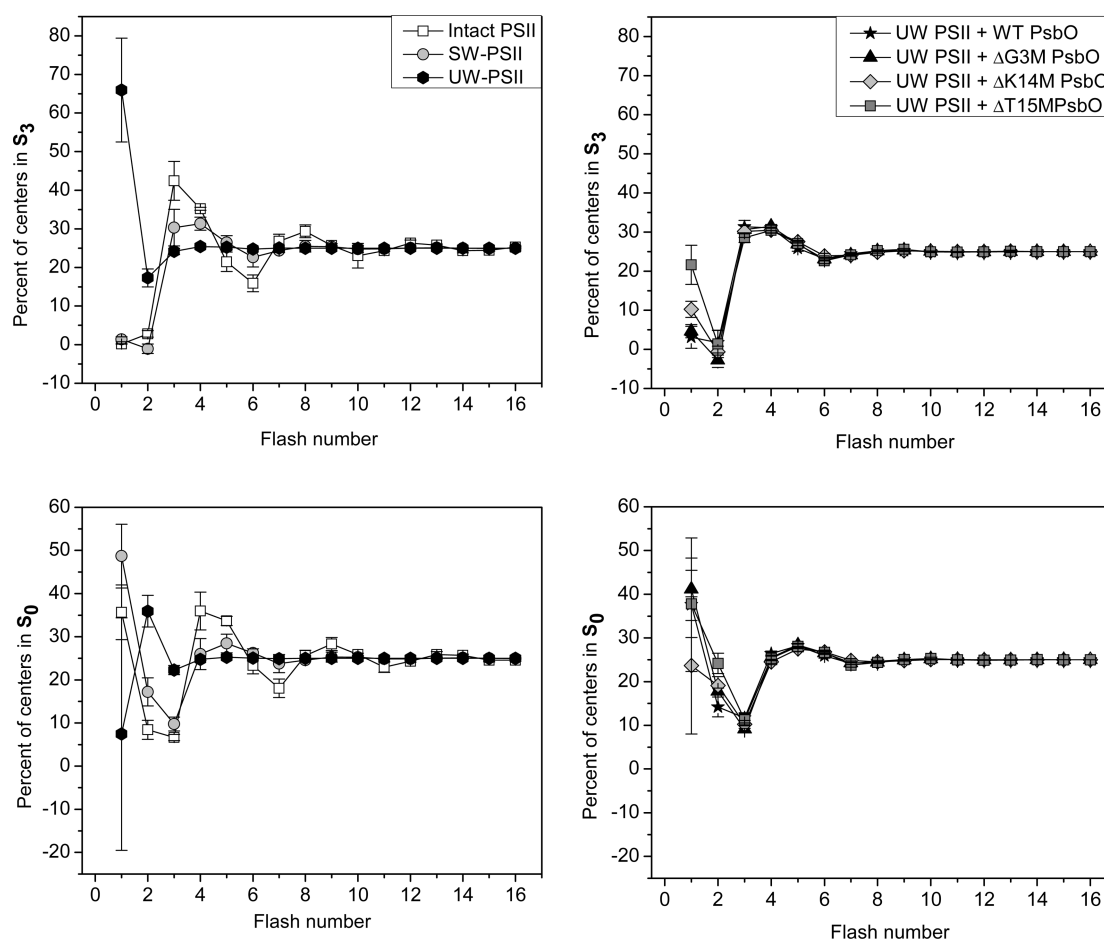 Intact PSII
SW-PSII
UW-PSII
80
70
60
50
40
30
20
10
0
-10
Percent of centers in S3
0 2 4 6 8 10 12 14 16
Flash number
UW PSII + WT PsbO
UW PSII + ΔG3M PsbO
UW PSII + ΔK14M PsbO
UW PSII + ΔT15MPsbO
80
70
60
50
40
30
20
10
0
-10
Percent of centers in S3
0 2 4 6 8 10 12 14 16
Flash number
60
50
40
30
20
10
0
-10
-20
Percent of centers in S0
0 2 4 6 8 10 12 14 16
Flash number
60
50
40
30
20
10
0
-10
-20
Percent of centers in S0
0 2 4 6 8 10 12 14 16
Flash number